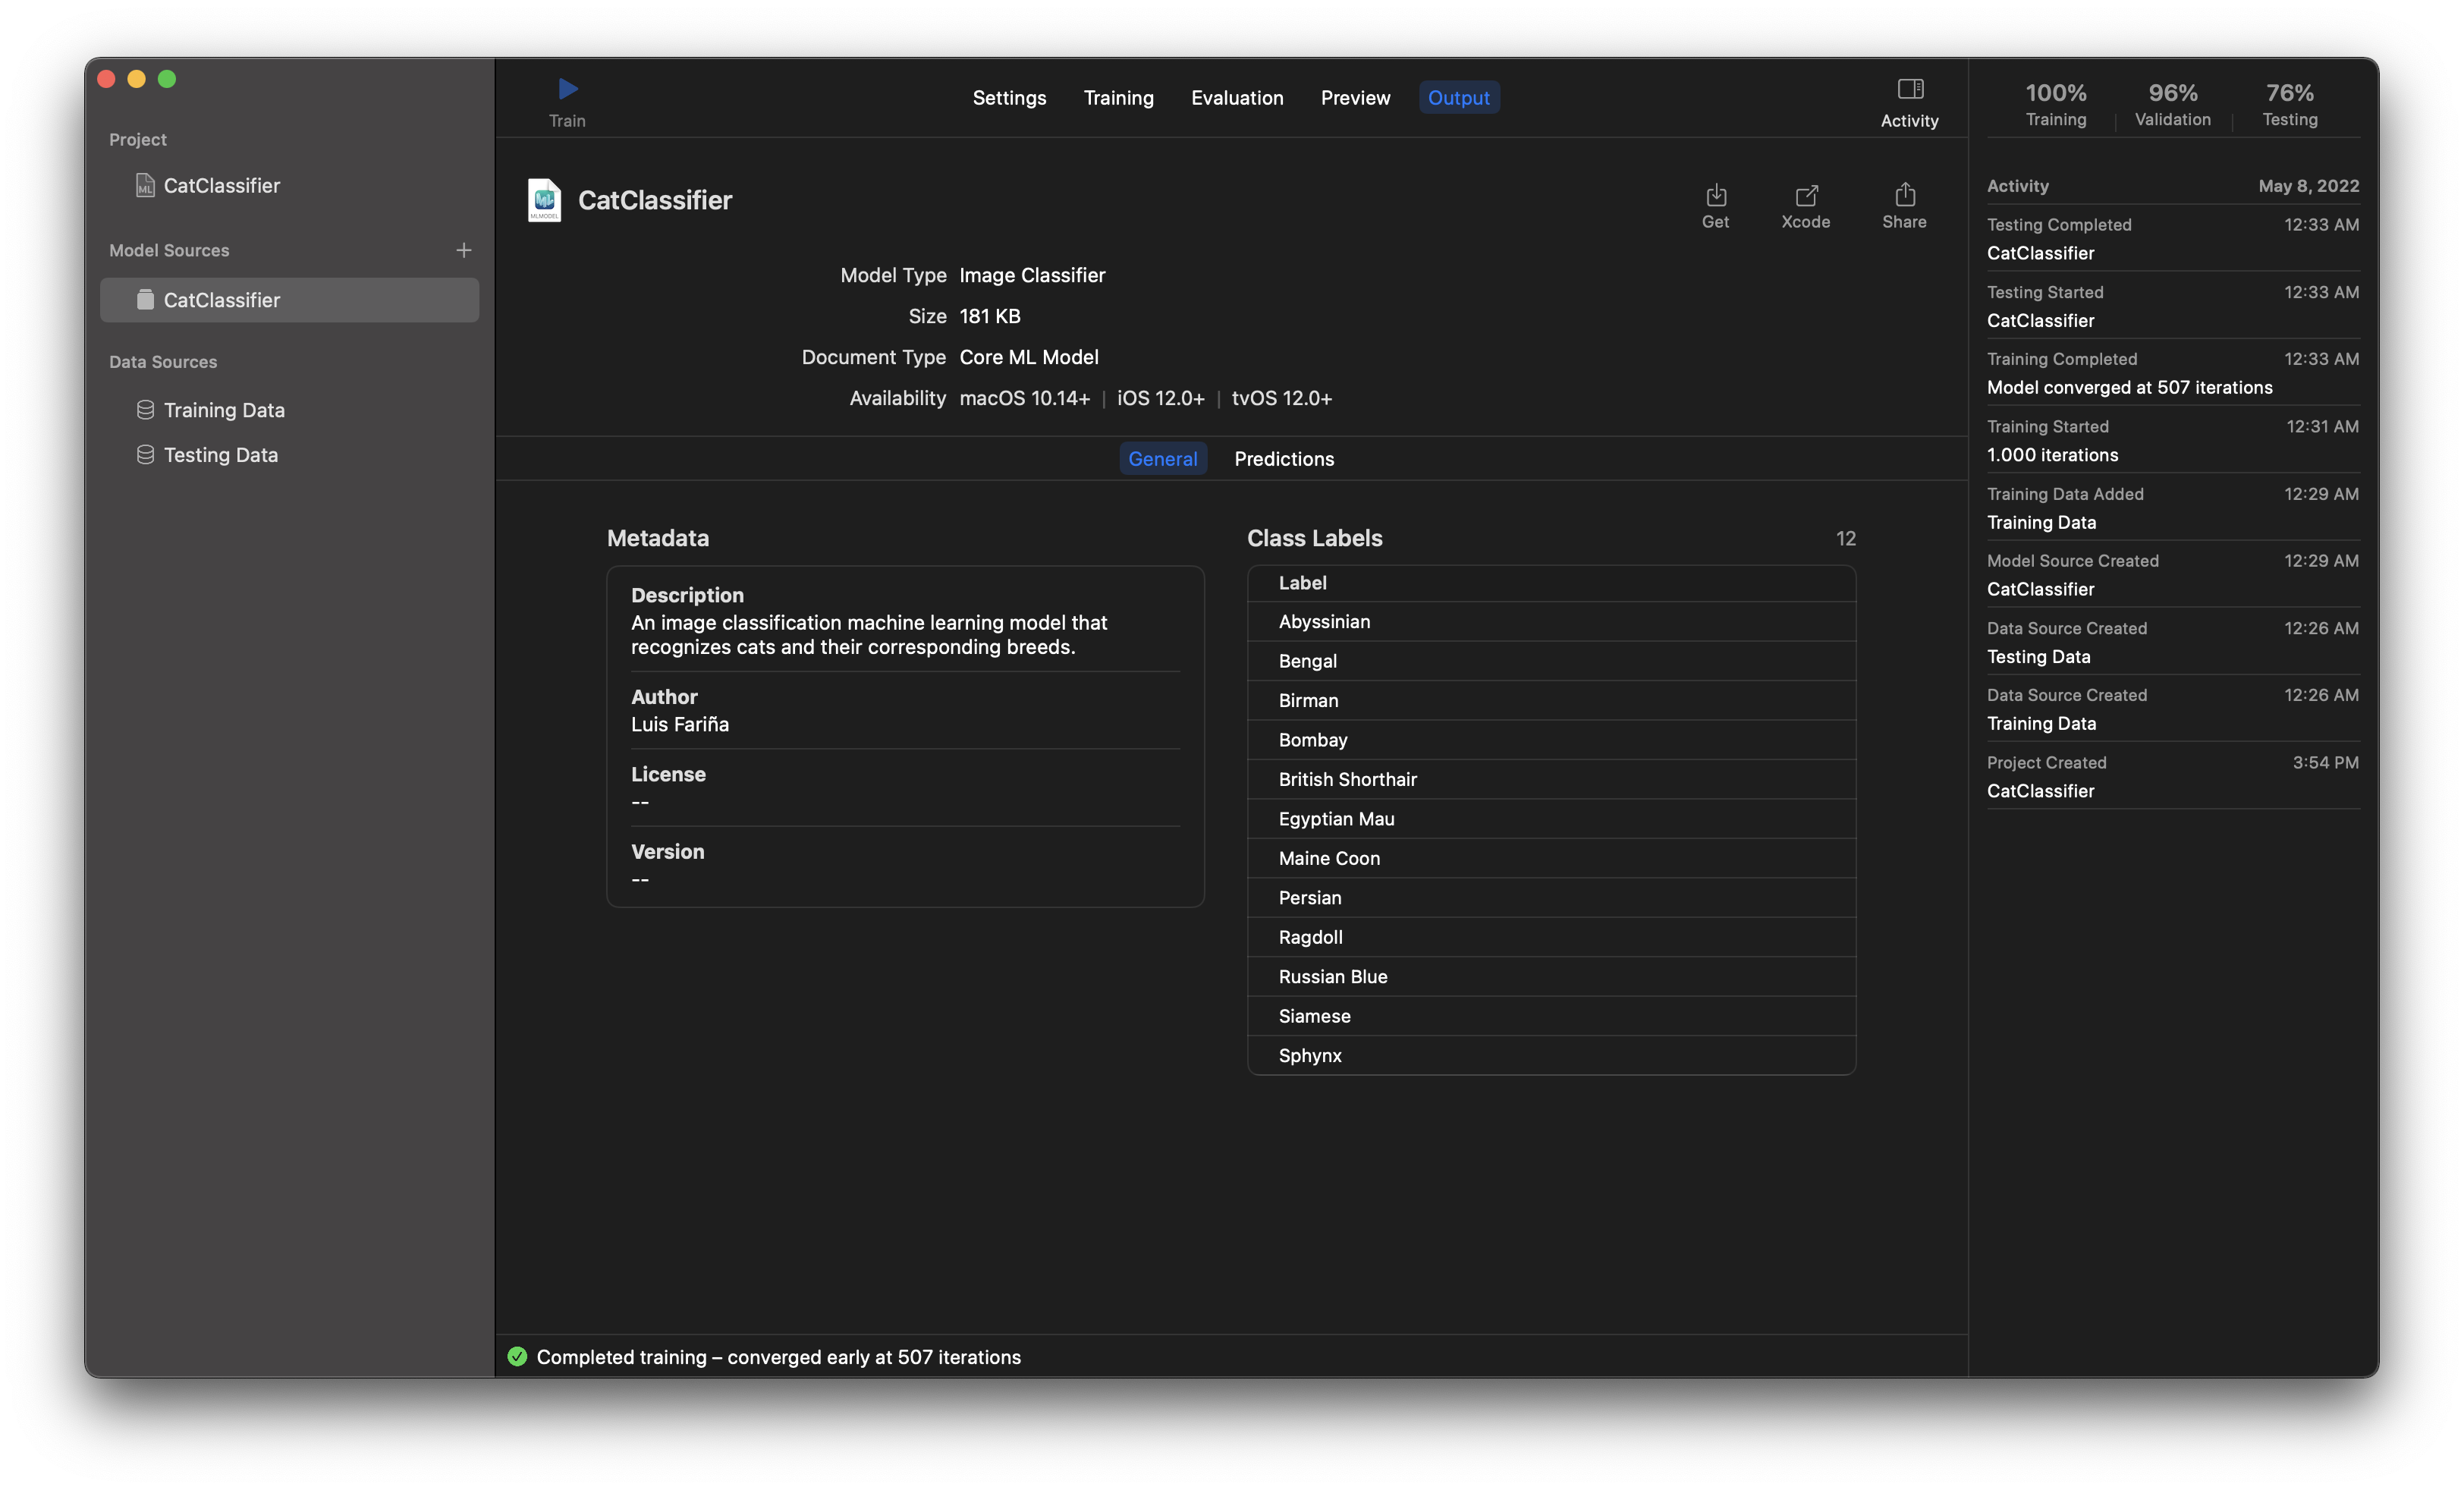 Project
CatClassifier
Model Sources
CatClassifier
Data Sources
Training Data
Testing Data
Train
Settings Training Evaluation Preview Output
Activity
CatClassifier
Get Xcode Share
Model Type Image Classifier
Size 181 KB
Document Type Core ML Model
Availability macOS 10.14+ | iOS 12.0+ | tvOS 12.0+
General Predictions
Metadata
Description
An image classification machine learning model that
recognizes cats and their corresponding breeds.
Author
Luis Fariña
License
--
Version
--
Class Labels 12
Label
Abyssinian
Bengal
Birman
Bombay
British Shorthair
Egyptian Mau
Maine Coon
Persian
Ragdoll
Russian Blue
Siamese
Sphynx
Completed training – converged early at 507 iterations
100% 96% 76%
Training Validation Testing
Activity May 8, 2022
Testing Completed 12:33 AM
CatClassifier
Testing Started 12:33 AM
CatClassifier
Training Completed 12:33 AM
Model converged at 507 iterations
Training Started 12:31 AM
1.000 iterations
Training Data Added 12:29 AM
Training Data
Model Source Created 12:29 AM
CatClassifier
Data Source Created 12:26 AM
Testing Data
Data Source Created 12:26 AM
Training Data
Project Created 3:54 PM
CatClassifier
ML
MLMODEL